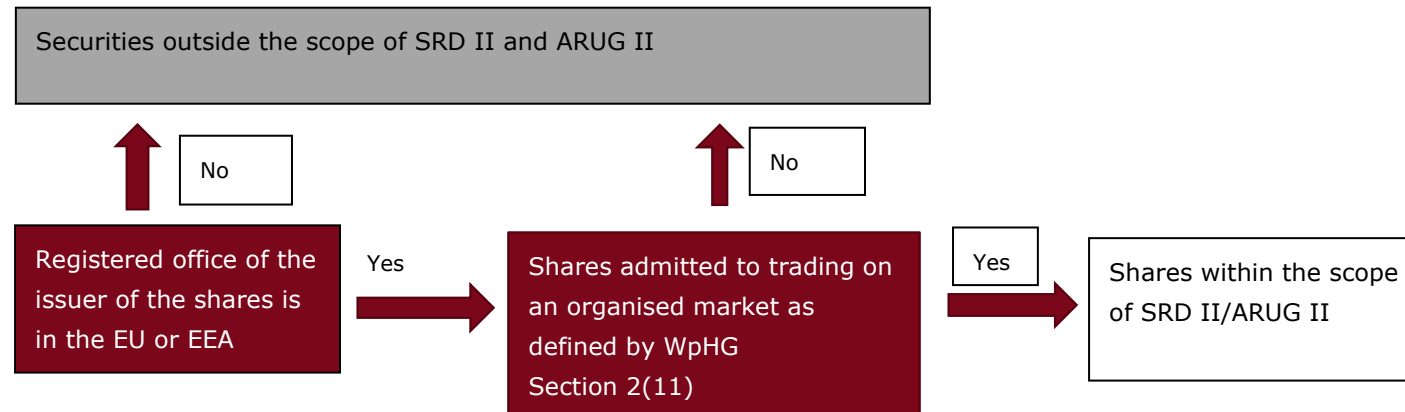 Securities outside the scope of SRD II and ARUG II
No
No
Registered office of the
issuer of the shares is
in the EU or EEA
Yes
Shares admitted to trading on
an organised market as
defined by WpHG
Section 2(11)
Yes
Shares within the scope
of SRD II/ARUG II